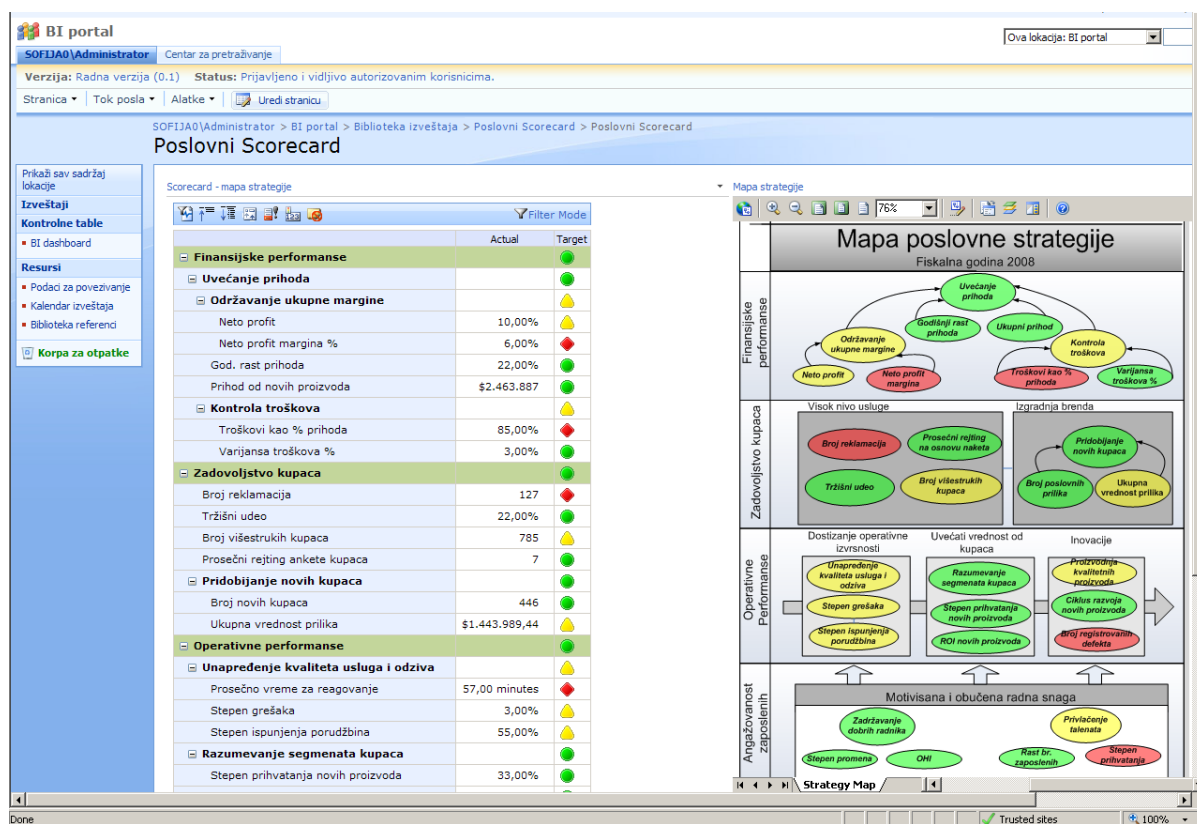 BI portal
Ova lokacija: BI portal
SOFIJA0\Administrator Centar za pretraživanje
Verzija: Radna verzija (0.1) Status: Prijavljeno i vidljivo autorizovanim korisnicima.
Stranica Tok posla Alatke Uredi stranicu
SOFIJA0\Administrator > BI portal > Biblioteka izveštaja > Poslovni Scorecard > Poslovni Scorecard
Poslovni Scorecard
Prikaži sav sadržaj
lokacije
Izveštaji
Kontrolne table
BI dashboard
Resursi
Podaci za povezivanje
Kalendar izveštaja
Biblioteka referenci
Korpa za otpatke
Scorecard - mapa strategije
Filter Mode
Actual Target
Finansijske performanse
Uvećanje prihoda
Održavanje ukupne margine
Neto profit 10,00%
Neto profit margina % 6,00%
God. rast prihoda 22,00%
Prihod od novih proizvoda $2.463.887
Kontrola troškova
Troškovi kao % prihoda 85,00%
Varijansa troškova % 3,00%
Zadovoljstvo kupaca
Broj reklamacija 127
Tržišni udeo 22,00%
Broj višestrukih kupaca 785
Prosečni rejting ankete kupaca 7
Pridobijanje novih kupaca
Broj novih kupaca 446
Ukupna vrednost prilika $1.443.989,44
Operativne performanse
Unapređenje kvaliteta usluga i odziva
Prosečno vreme za reagovanje 57,00 minutes
Stepen grešaka 3,00%
Stepen ispunjenja porudžbina 55,00%
Razumevanje segmenata kupaca
Stepen prihvatanja novih proizvoda 33,00%
Mapa strategije
76%
Mapa poslovne strategije
Fiskalna godina 2008
Finansijske
performanse
Uvećanje
prihoda
Godišnji rast
prihoda
Ukupni prihod
Održavanje
ukupne margine
Kontrola
troškova
Neto profit
Neto profit
margina
Troškovi kao %
prihoda
Varijansa
troškova %
Zadovoljstvo kupaca
Visok nivo usluge
Izgradnja brenda
Broj reklamacija
Prosečni rejting
na osnovu naketa
Tržišni udeo
Broj višestrukih
kupaca
Pridobijanje
novih kupaca
Broj poslovnih
prilika
Ukupna
vrednost prilika
Operativne
Performanse
Dostizanje operativne
izvrsnosti
Uvećati vrednost od
kupaca
Inovacije
Unapređenje
kvaliteta usluga i
odziva
Stepen grešaka
Stepen ispunjenja
porudžbina
Razumevanje
segmenata kupaca
Stepen prihvatanja
novih proizvoda
ROI novih proizvoda
Proizvodnja
kvalitetnih
proizvoda
Ciklus razvoja
novih proizvoda
Broj registrovanih
defekta
Angažovanost
zaposlenih
Motivisana i obučena radna snaga
Zadržavanje
dobrih radnika
Privlačenje
talenata
Stepen promena
OHI
Rast br.
zaposlenih
Stepen
prihvatanja
Strategy Map
Done
Trusted sites
100%